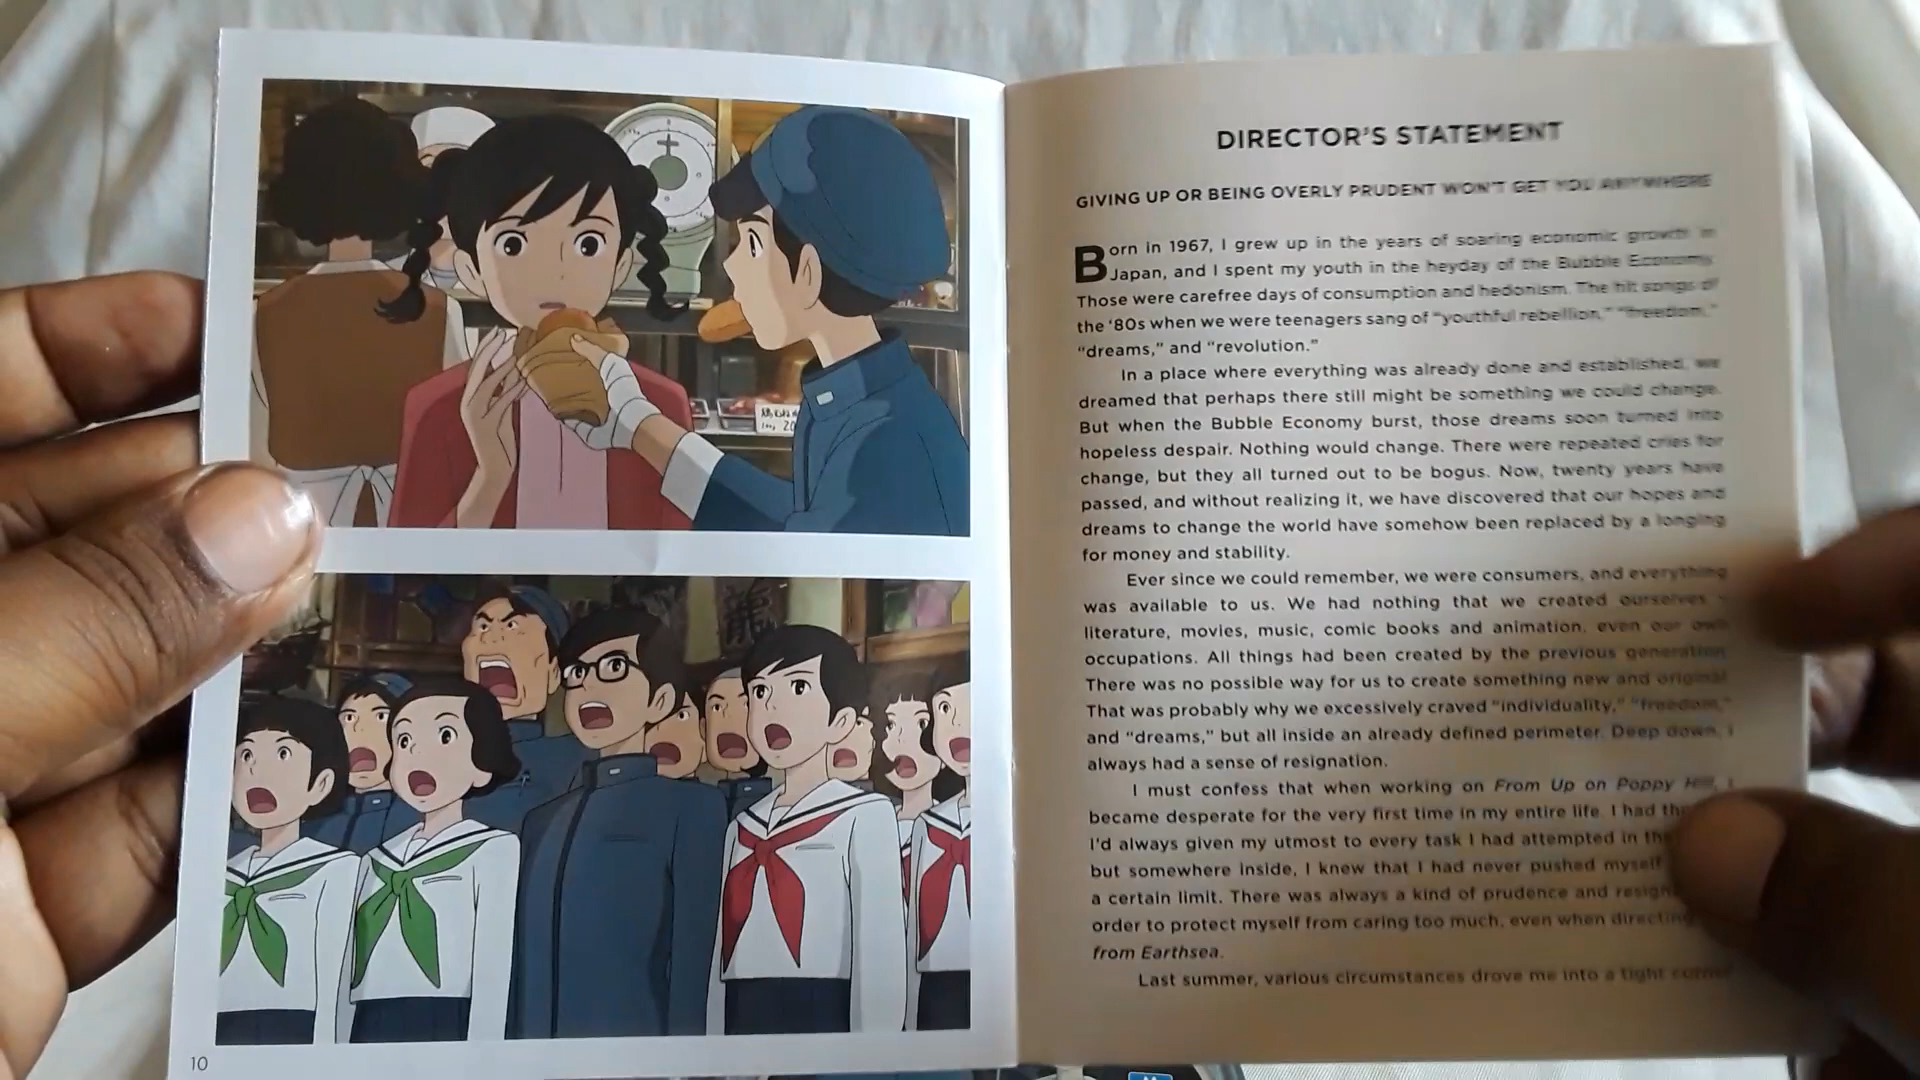 DIRECTOR'S STATEMENT
GIVING UP OR BEING OVERLY PRUDENT WON'T GET YOU ANYWHERE
Born in 1967, I grew up in the years of soaring economic growth in
Japan, and I spent my youth in the heyday of the Bubble Economy.
Those were carefree days of consumption and hedonism. The hit songs of
the '80s when we were teenagers sang of "youthful rebellion," "freedom,"
"dreams," and "revolution."
In a place where everything was already done and established, we
dreamed that perhaps there still might be something we could change.
But when the Bubble Economy burst, those dreams soon turned into
hopeless despair. Nothing would change. There were repeated cries for
change, but they all turned out to be bogus. Now, twenty years have
passed, and without realizing it, we have discovered that our hopes and
dreams to change the world have somehow been replaced by a longing
for money and stability.
Ever since we could remember, we were consumers, and everything
was available to us. We had nothing that we created ourselves –
literature, movies, music, comic books and animation, even our own
occupations. All things had been created by the previous generation.
There was no possible way for us to create something new and original.
That was probably why we excessively craved "individuality," "freedom,"
and "dreams," but all inside an already defined perimeter. Deep down, I
always had a sense of resignation.
I must confess that when working on From Up on Poppy Hill, I
became desperate for the very first time in my entire life. I had
I'd always given my utmost to every task I had attempted in
but somewhere inside, I knew that I had never pushed myself
a certain limit. There was always a kind of prudence and
order to protect myself from caring too much, even when directing
from Earthsea.
Last summer, various circumstances drove me into a tight corner
10